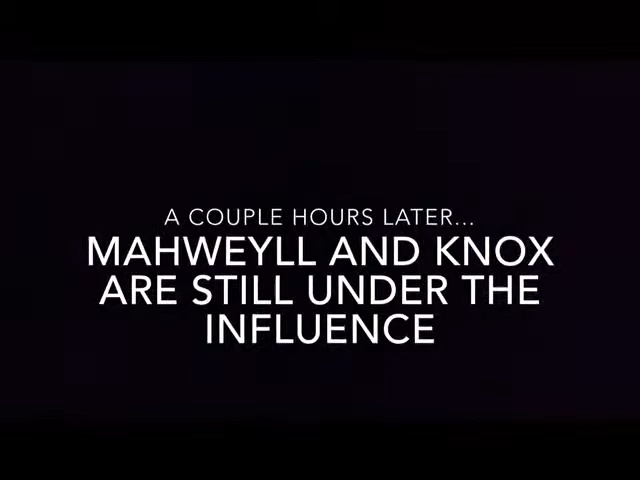 A COUPLE HOURS LATER...
MAHWEYLL AND KNOX
ARE STILL UNDER THE
INFLUENCE